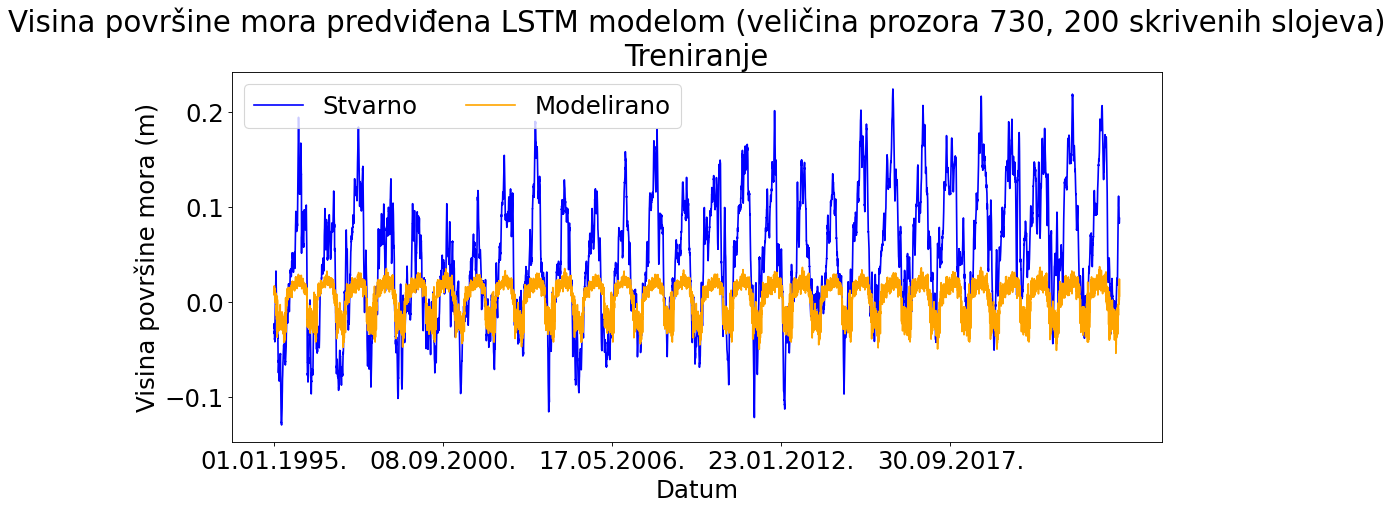 Visina površine mora predviđena LSTM modelom (veličina prozora 730, 200 skrivenih slojeva)
Treniranje
Stvarno
Modelirano
Visina površine mora (m)
0.2
0.1
0.0
−0.1
01.01.1995.
08.09.2000.
17.05.2006.
23.01.2012.
30.09.2017.
Datum